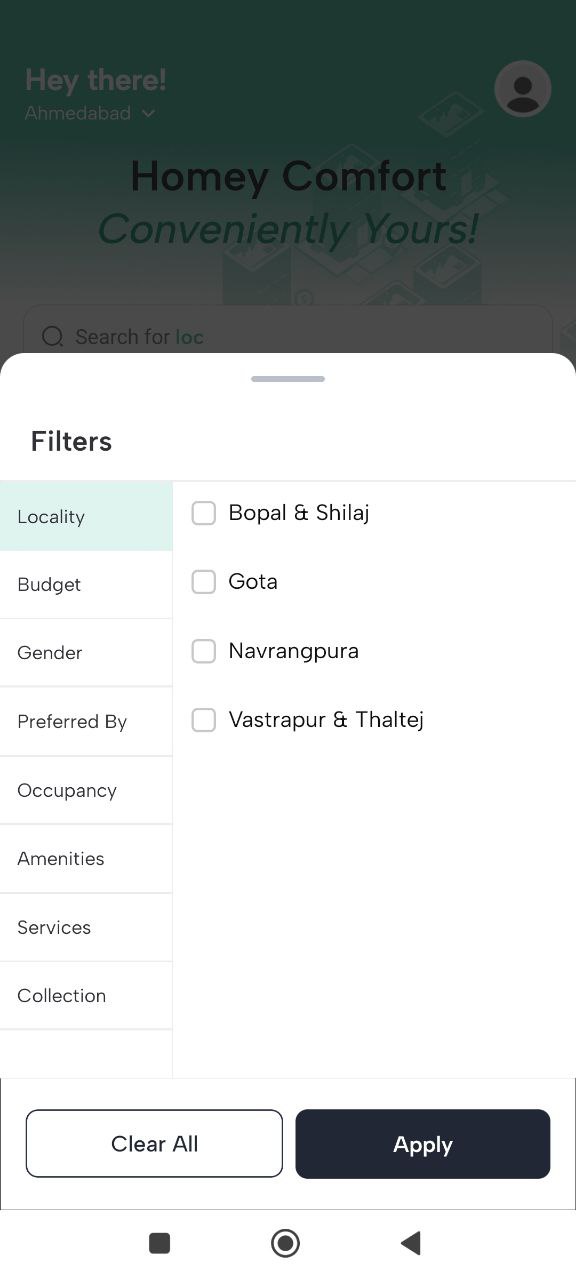 Hey there!
Ahmedabad
Homey Comfort
Conveniently Yours!
Search for loc
Filters
Locality
Budget
Gender
Preferred By
Occupancy
Amenities
Services
Collection
Bopal & Shilaj
Gota
Navrangpura
Vastrapur & Thaltej
Clear All
Apply